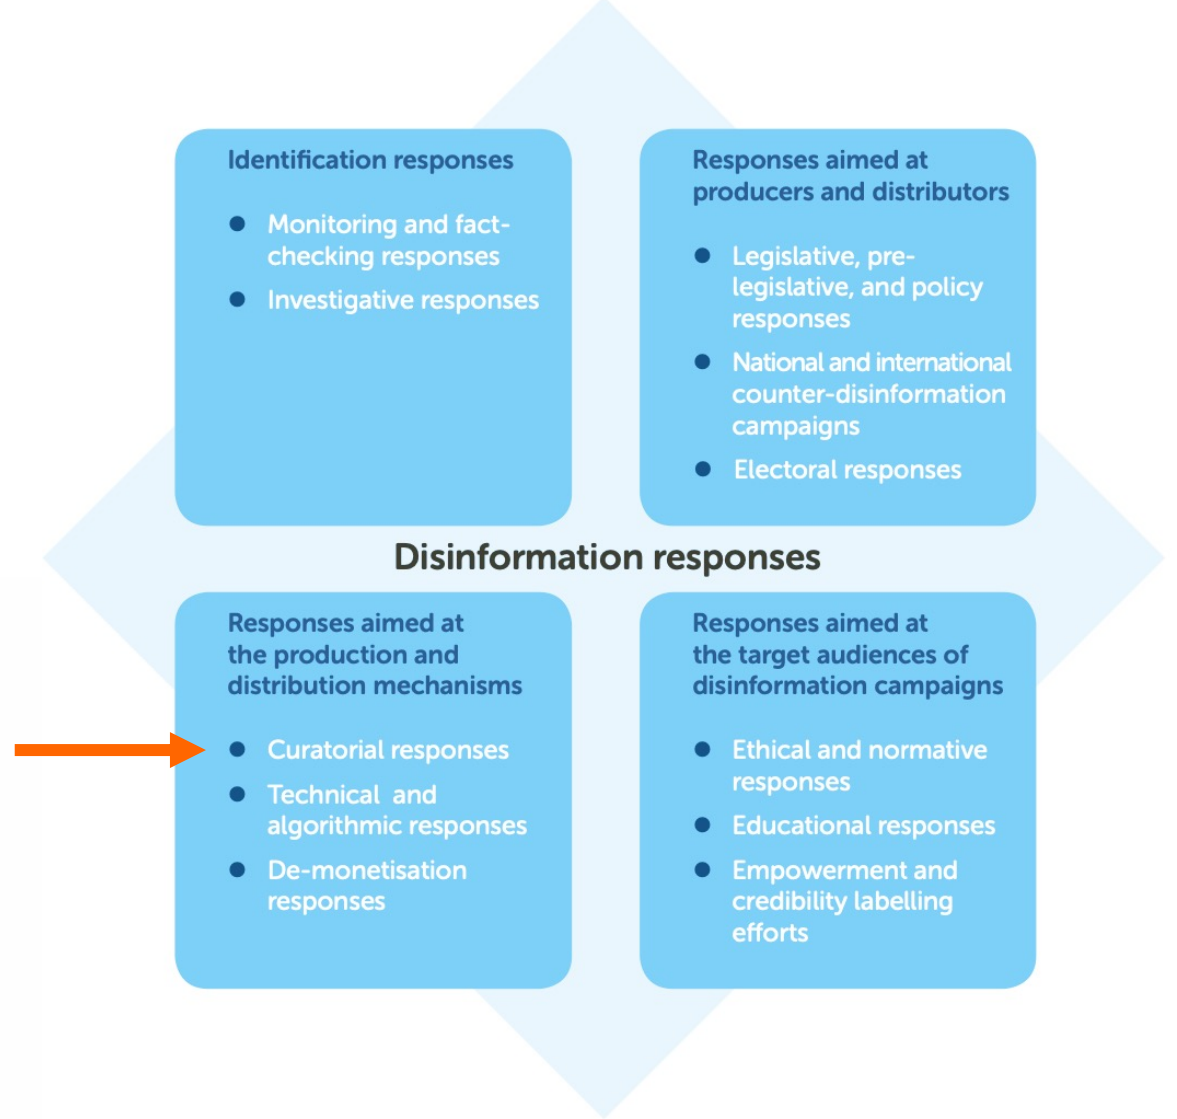 Identification responses
Monitoring and fact-
checking responses
Investigative responses
Responses aimed at
producers and distributors
Legislative, pre-
legislative, and policy
responses
National and international
counter-disinformation
campaigns
Electoral responses
Disinformation responses
Responses aimed at
the production and
distribution mechanisms
Curatorial responses
Technical and
algorithmic responses
De-monetisation
responses
Responses aimed at
the target audiences of
disinformation campaigns
Ethical and normative
responses
Educational responses
Empowerment and
credibility labelling
efforts